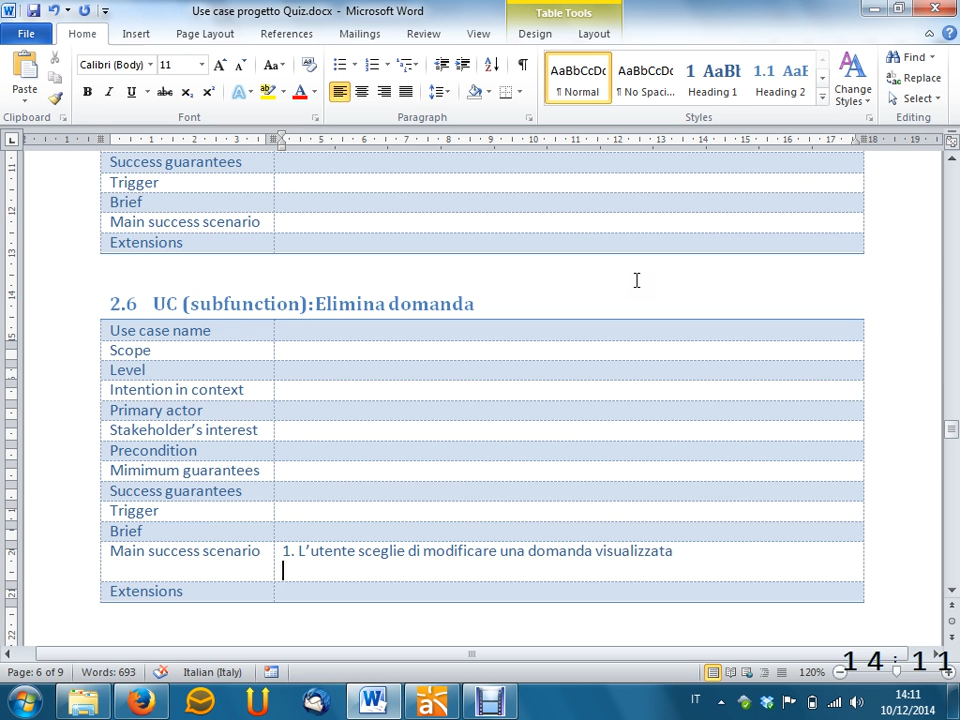 Use case progetto Quiz.docx - Microsoft Word
Table Tools
File Home Insert Page Layout References Mailings Review View Design Layout
Calibri (Body) 11
Paste
Clipboard
Font
Paragraph
AaBbCcDc AaBbCcDc AaBb( AaBb
¶ Normal ¶ No Spaci... Heading 1 Heading 2
Change Styles
Styles
Find
Replace
Select
Editing
Success guarantees
Trigger
Brief
Main success scenario
Extensions
2.6 UC (subfunction):Elimina domanda
Use case name
Scope
Level
Intention in context
Primary actor
Stakeholder’s interest
Precondition
Mimimum guarantees
Success guarantees
Trigger
Brief
Main success scenario 1. L’utente sceglie di modificare una domanda visualizzata
Extensions
Page: 6 of 9 Words: 693 Italian (Italy) 120%
14:11
IT
14:11
10/12/2014